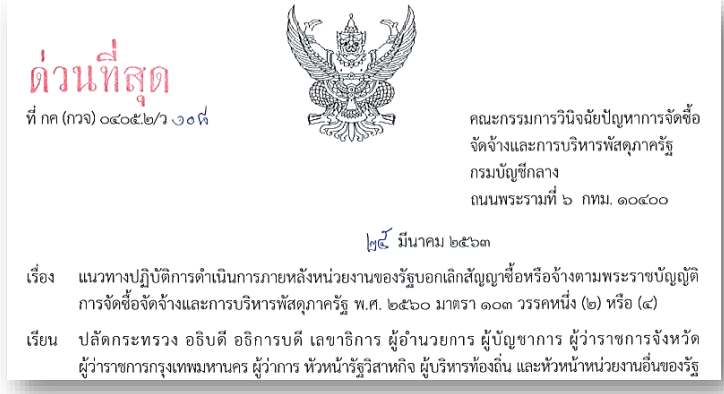 ด่วนที่สุด
ที่ กค (กวจ) ๐๔๐๕.๒/ว ๑๐๘
คณะกรรมการวินิจฉัยปัญหาการจัดซื้อ
จัดจ้างและการบริหารพัสดุภาครัฐ
กรมบัญชีกลาง
ถนนพระรามที่ ๖ กทม. ๑๐๔๐๐
มีนาคม ๒๕๖๓
เรื่อง แนวทางปฏิบัติการดำเนินการภายหลังหน่วยงานของรัฐบอกเลิกสัญญาซื้อหรือจ้างตามพระราชบัญญัติ
การจัดซื้อจัดจ้างและการบริหารพัสดุภาครัฐ พ.ศ. ๒๕๖๐ มาตรา ๑๐๓ วรรคหนึ่ง (๒) หรือ (๔)
เรียน ปลัดกระทรวง อธิบดี อธิการบดี เลขาธิการ ผู้อำนวยการ ผู้บัญชาการ ผู้ว่าราชการจังหวัด
ผู้ว่าราชการกรุงเทพมหานคร ผู้ว่าการ หัวหน้ารัฐวิสาหกิจ ผู้บริหารท้องถิ่น และหัวหน้าหน่วยงานอื่นของรัฐ